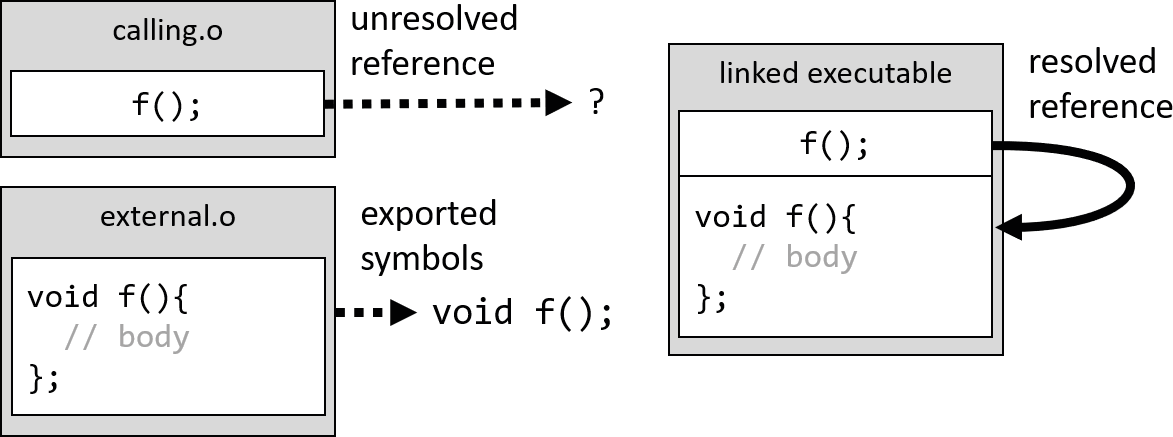 calling.o
f();
unresolved
reference
?
external.o
void f(){
// body
};
exported
symbols
void f();
linked executable
f();
void f(){
// body
};
resolved
reference